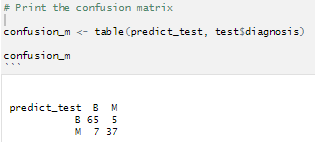 # Print the confusion matrix
confusion_m <- table(predict_test, test$diagnosis)
confusion_m
```
predict_test  B  M
           B 65  5
           M  7 37